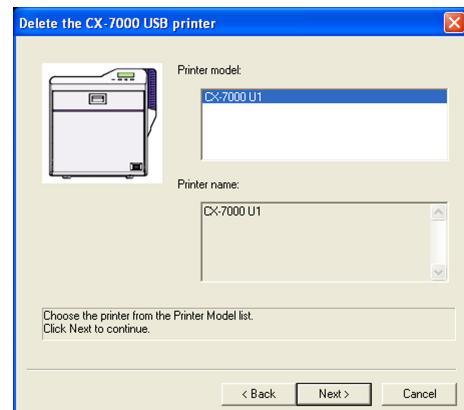 Delete the CX-7000 USB printer
Printer model:
CX-7000 U1
Printer name:
CX-7000 U1
Choose the printer from the Printer Model list.
Click Next to continue.
< Back
Next >
Cancel